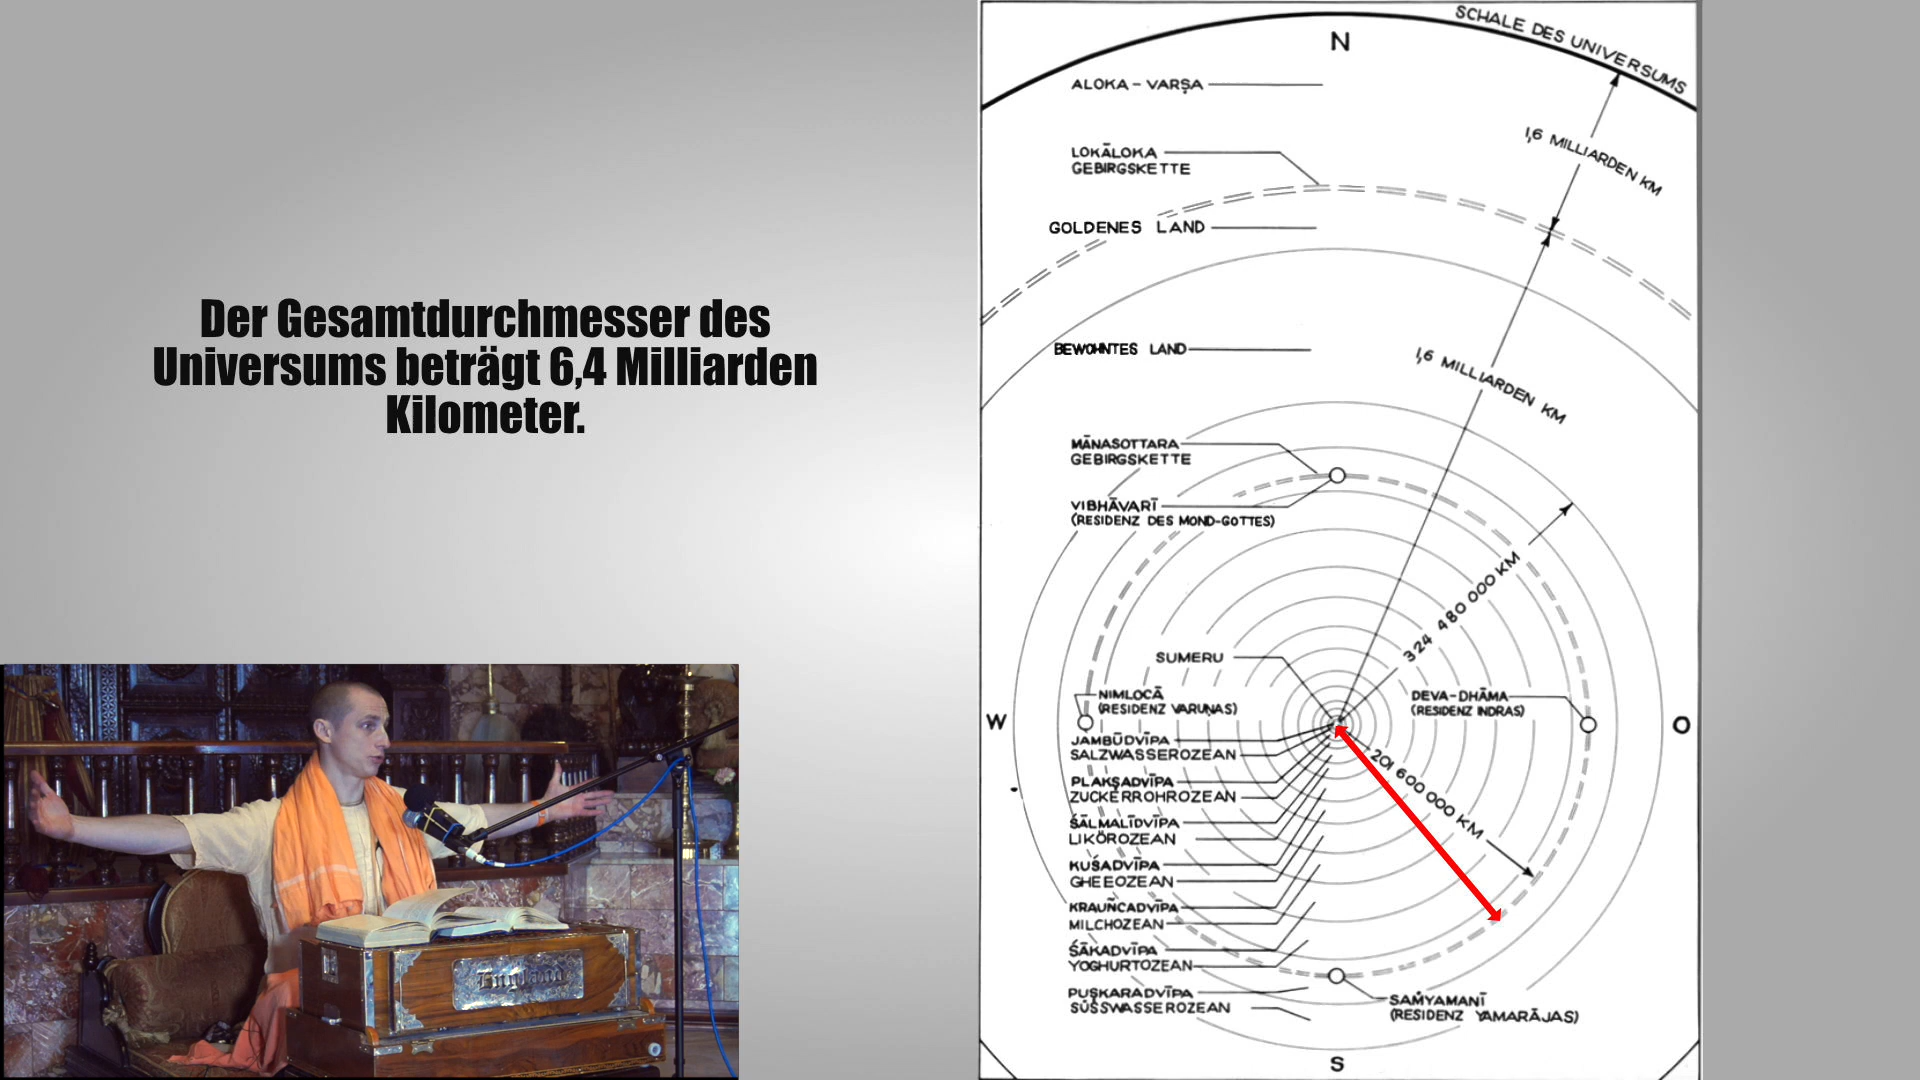 Der Gesamtdurchmesser des
Universums beträgt 6,4 Milliarden
Kilometer.
England
SCHALE DES UNIVERSUMS
N
ALOKA – VARṢA
1,6 MILLIARDEN KM
LOKĀLOKA
GEBIRGSKETTE
GOLDENES LAND
BEWOHNTES LAND
1,6 MILLIARDEN KM
MĀNASOTTARA
GEBIRGSKETTE
VIBHĀVARĪ
(RESIDENZ DES MOND-GOTTES)
324 480 000 KM
SUMERU
NIMLOCĀ
(RESIDENZ VARUṆAS)
DEVA-DHĀMA
(RESIDENZ INDRAS)
W
O
JAMBŪDVĪPA
SALZWASSEROZEAN
201 600 000 KM
PLAKṢADVĪPA
ZUCKERROHROZEAN
ŚĀLMALĪDVĪPA
LIKÖROZEAN
KUŚADVĪPA
GHEEOZEAN
KRAUÑCADVĪPA
MILCHOZEAN
ŚĀKADVĪPA
YOGHURTOZEAN
PUṢKARADVĪPA
SÜSSWASSEROZEAN
SAṀYAMANĪ
(RESIDENZ YAMARĀJAS)
S